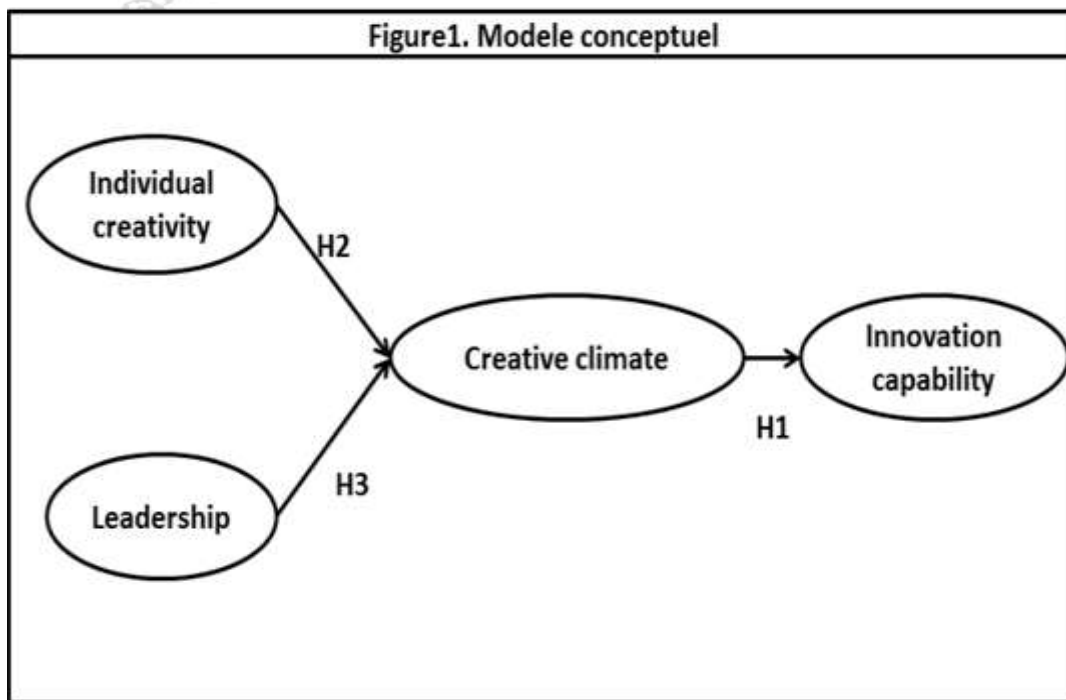 Figure1. Modele conceptuel
Individual
creativity
H2
Creative climate
Innovation
capability
H1
H3
Leadership